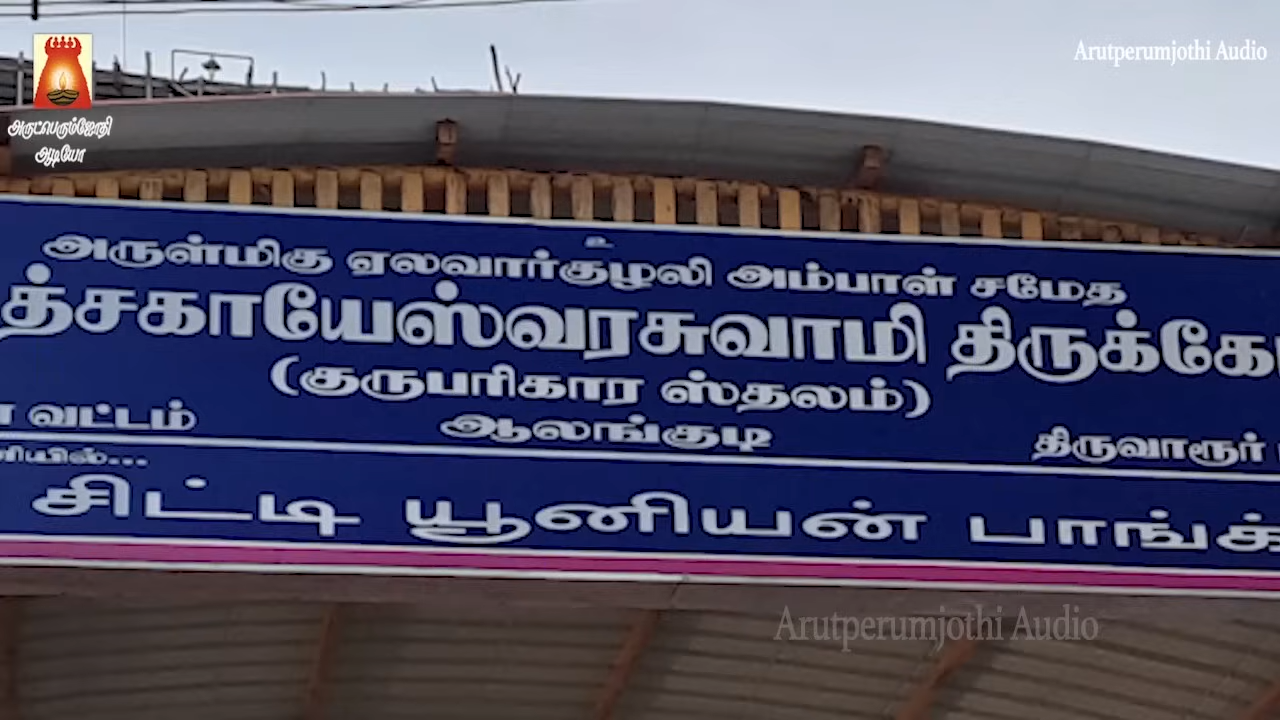 Arutperumjothi Audio
அருட்பெரும்ஜோதி
ஆடியோ
உ
அருள்மிகு ஏலவார்குழலி அம்பாள் சமேத
த்சகாயேஸ்வரசுவாமி திருக்கே
(குருபரிகார ஸ்தலம்)
வட்டம் ஆலங்குடி திருவாரூர்
சிட்டி யூனியன் பாங்க்
Arutperumjothi Audio